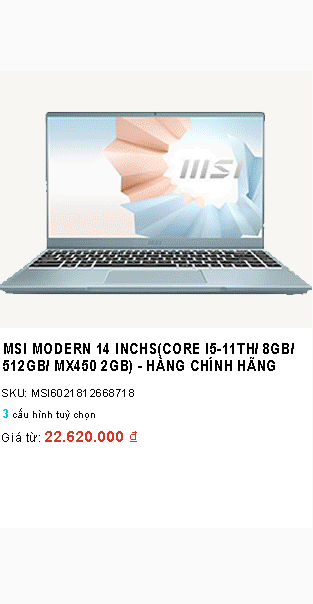 msi
MSI MODERN 14 INCHS(CORE I5-11TH/ 8GB/
512GB/ MX450 2GB) - HÀNG CHÍNH HÃNG
SKU: MSI6021812668718
3 cấu hình tuỳ chọn
Giá từ: 22.620.000 ₫